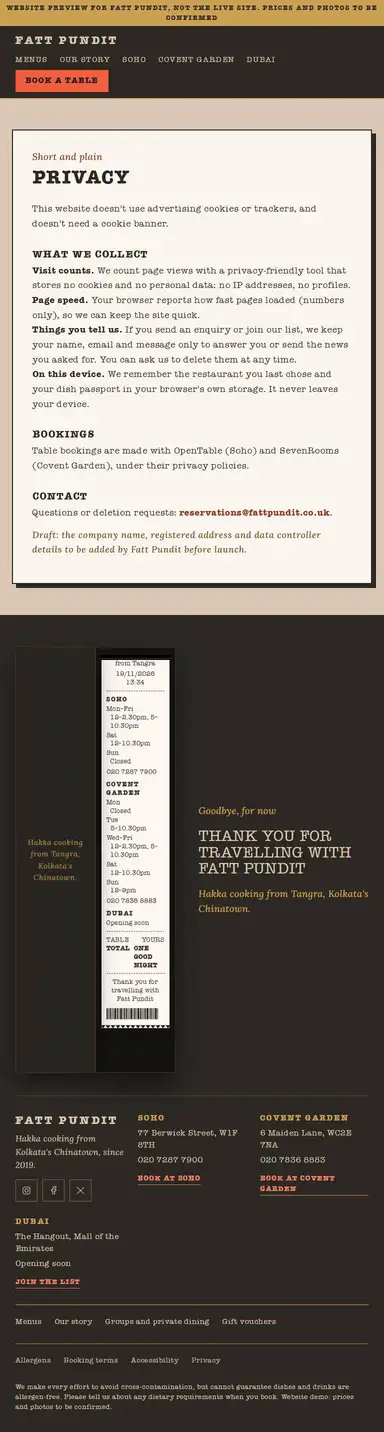 WEBSITE PREVIEW FOR FATT PUNDIT, NOT THE LIVE SITE. PRICES AND PHOTOS TO BE
CONFIRMED
FATT PUNDIT
MENUS OUR STORY SOHO COVENT GARDEN DUBAI
BOOK A TABLE
Short and plain
PRIVACY
This website doesn't use advertising cookies or trackers, and
doesn't need a cookie banner.
WHAT WE COLLECT
Visit counts. We count page views with a privacy-friendly tool that
stores no cookies and no personal data: no IP addresses, no profiles.
Page speed. Your browser reports how fast pages loaded (numbers
only), so we can keep the site quick.
Things you tell us. If you send an enquiry or join our list, we keep
your name, email and message only to answer you or send the news
you asked for. You can ask us to delete them at any time.
On this device. We remember the restaurant you last chose and
your dish passport in your browser's own storage. It never leaves
your device.
BOOKINGS
Table bookings are made with OpenTable (Soho) and SevenRooms
(Covent Garden), under their privacy policies.
CONTACT
Questions or deletion requests: reservations@fattpundit.co.uk.
Draft: the company name, registered address and data controller
details to be added by Fatt Pundit before launch.
Hakka cooking
from Tangra,
Kolkata's
Chinatown.
from Tangra
19/11/2026
13:34
SOHO
Mon-Fri
12-2.30pm, 5-
10.30pm
Sat
12-10.30pm
Sun
Closed
020 7287 7900
COVENT
GARDEN
Mon
Closed
Tue
5-10.30pm
Wed-Fri
12-2.30pm, 5-
10.30pm
Sat
12-10.30pm
Sun
12-9pm
020 7836 8883
DUBAI
Opening soon
TABLE YOURS
TOTAL ONE
GOOD
NIGHT
Thank you for
travelling with
Fatt Pundit
Goodbye, for now
THANK YOU FOR
TRAVELLING WITH
FATT PUNDIT
Hakka cooking from Tangra, Kolkata's
Chinatown.
FATT PUNDIT
Hakka cooking from
Kolkata's Chinatown, since
2019.
SOHO
77 Berwick Street, W1F
8TH
020 7287 7900
BOOK AT SOHO
COVENT GARDEN
6 Maiden Lane, WC2E
7NA
020 7836 8883
BOOK AT COVENT
GARDEN
DUBAI
The Hangout, Mall of the
Emirates
Opening soon
JOIN THE LIST
Menus Our story Groups and private dining Gift vouchers
Allergens Booking terms Accessibility Privacy
We make every effort to avoid cross-contamination, but cannot guarantee dishes and drinks are
allergen-free. Please tell us about any dietary requirements when you book. Website demo: prices
and photos to be confirmed.